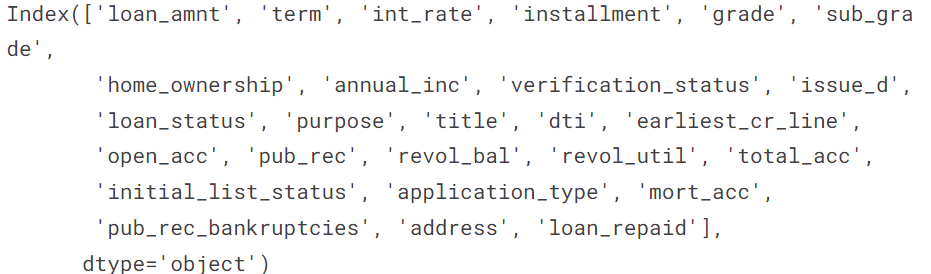 Index(['loan_amnt', 'term', 'int_rate', 'installment', 'grade', 'sub_gra
de',
'home_ownership', 'annual_inc', 'verification_status', 'issue_d',
'loan_status', 'purpose', 'title', 'dti', 'earliest_cr_line',
'open_acc', 'pub_rec', 'revol_bal', 'revol_util', 'total_acc',
'initial_list_status', 'application_type', 'mort_acc',
'pub_rec_bankruptcies', 'address', 'loan_repaid'],
dtype='object')